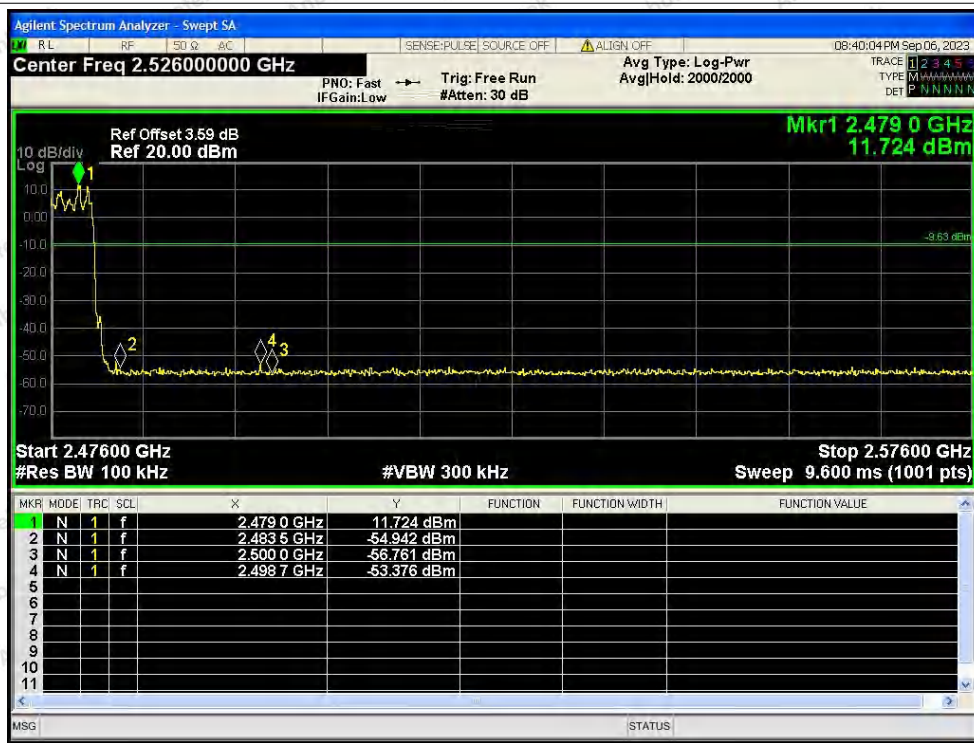 Agilent Spectrum Analyzer - Swept SA
RL RF 50 Ω AC SENSE:PULSE SOURCE OFF ALIGN OFF 08:40:04 PM Sep 06, 2023
Center Freq 2.526000000 GHz
PNO: Fast Trig: Free Run Avg Type: Log-Pwr TRACE 1 2 3 4 5 6
IFGain:Low #Atten: 30 dB Avg|Hold: 2000/2000 TYPE M
DET P N N N N N
Mkr1 2.479 0 GHz
11.724 dBm
Ref Offset 3.59 dB
10 dB/div Ref 20.00 dBm
Log
1
10.0
0.00
-10.0
-9.63 dBm
-20.0
-30.0
-40.0
2 4 3
-50.0
-60.0
-70.0
Start 2.47600 GHz Stop 2.57600 GHz
#Res BW 100 kHz #VBW 300 kHz Sweep 9.600 ms (1001 pts)
MKR MODE TRC SCL X Y FUNCTION FUNCTION WIDTH FUNCTION VALUE
1 N 1 f 2.479 0 GHz 11.724 dBm
2 N 1 f 2.483 5 GHz -54.942 dBm
3 N 1 f 2.500 0 GHz -56.761 dBm
4 N 1 f 2.498 7 GHz -53.376 dBm
5
6
7
8
9
10
11
MSG STATUS